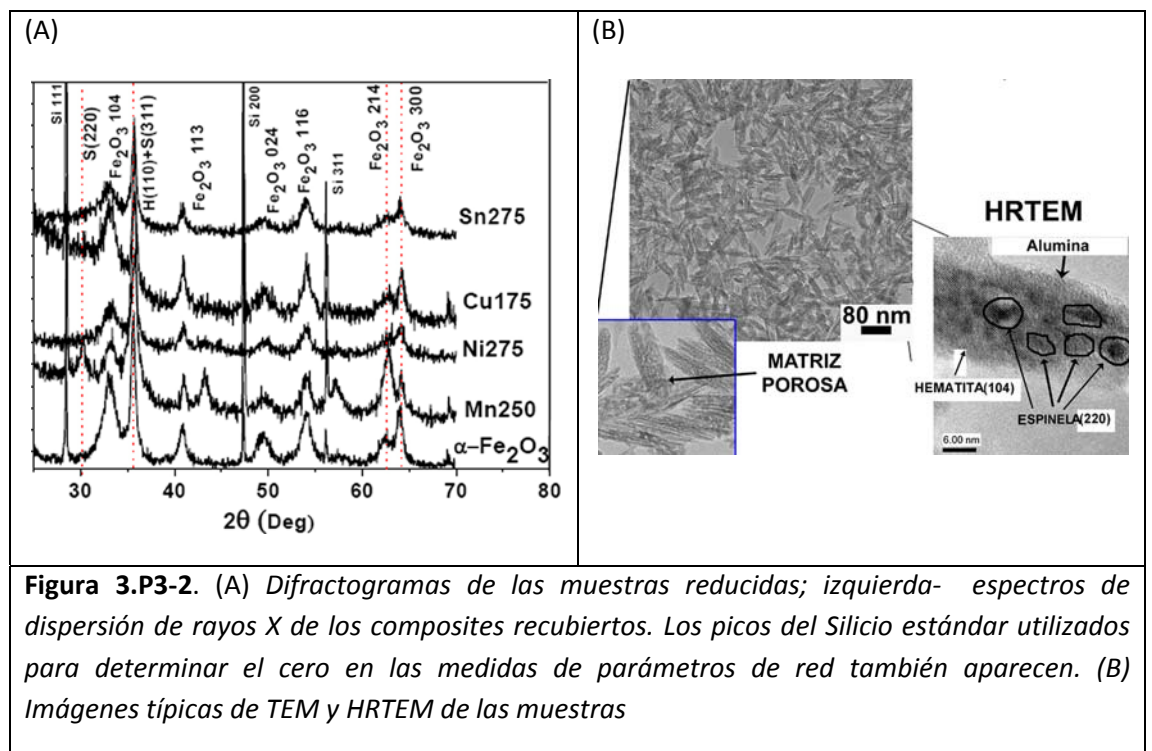 (A)
Si 111
S(220)
Fe2O3 104
H(110)+S(311)
Fe2O3 113
Si 200
Fe2O3 024
Fe2O3 116
Si 311
Fe2O3 214
Fe2O3 300
Sn275
Cu175
Ni275
Mn250
α–Fe2O3
30 40 50 60 70 80
2θ (Deg)
(B)
80 nm
MATRIZ
POROSA
HRTEM
Alumina
HEMATITA(104)
ESPINELA(220)
6.00 nm
Figura 3.P3-2. (A) Difractogramas de las muestras reducidas; izquierda- espectros de
dispersión de rayos X de los composites recubiertos. Los picos del Silicio estándar utilizados
para determinar el cero en las medidas de parámetros de red también aparecen. (B)
Imágenes típicas de TEM y HRTEM de las muestras